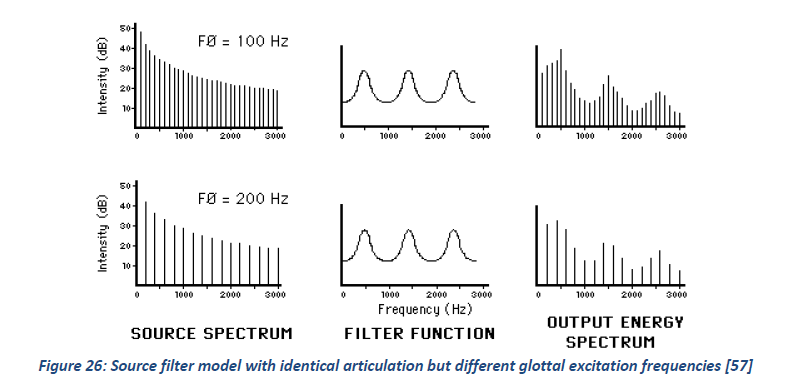 FØ = 100 Hz
Intensity (dB)
50
40
30
20
10
0 1000 2000 3000
0 1000 2000 3000
0 1000 2000 3000
FØ = 200 Hz
Intensity (dB)
50
40
30
20
10
0 1000 2000 3000
0 1000 2000 3000
0 1000 2000 3000
Frequency (Hz)
SOURCE SPECTRUM
FILTER FUNCTION
OUTPUT ENERGY
SPECTRUM
Figure 26: Source filter model with identical articulation but different glottal excitation frequencies [57]